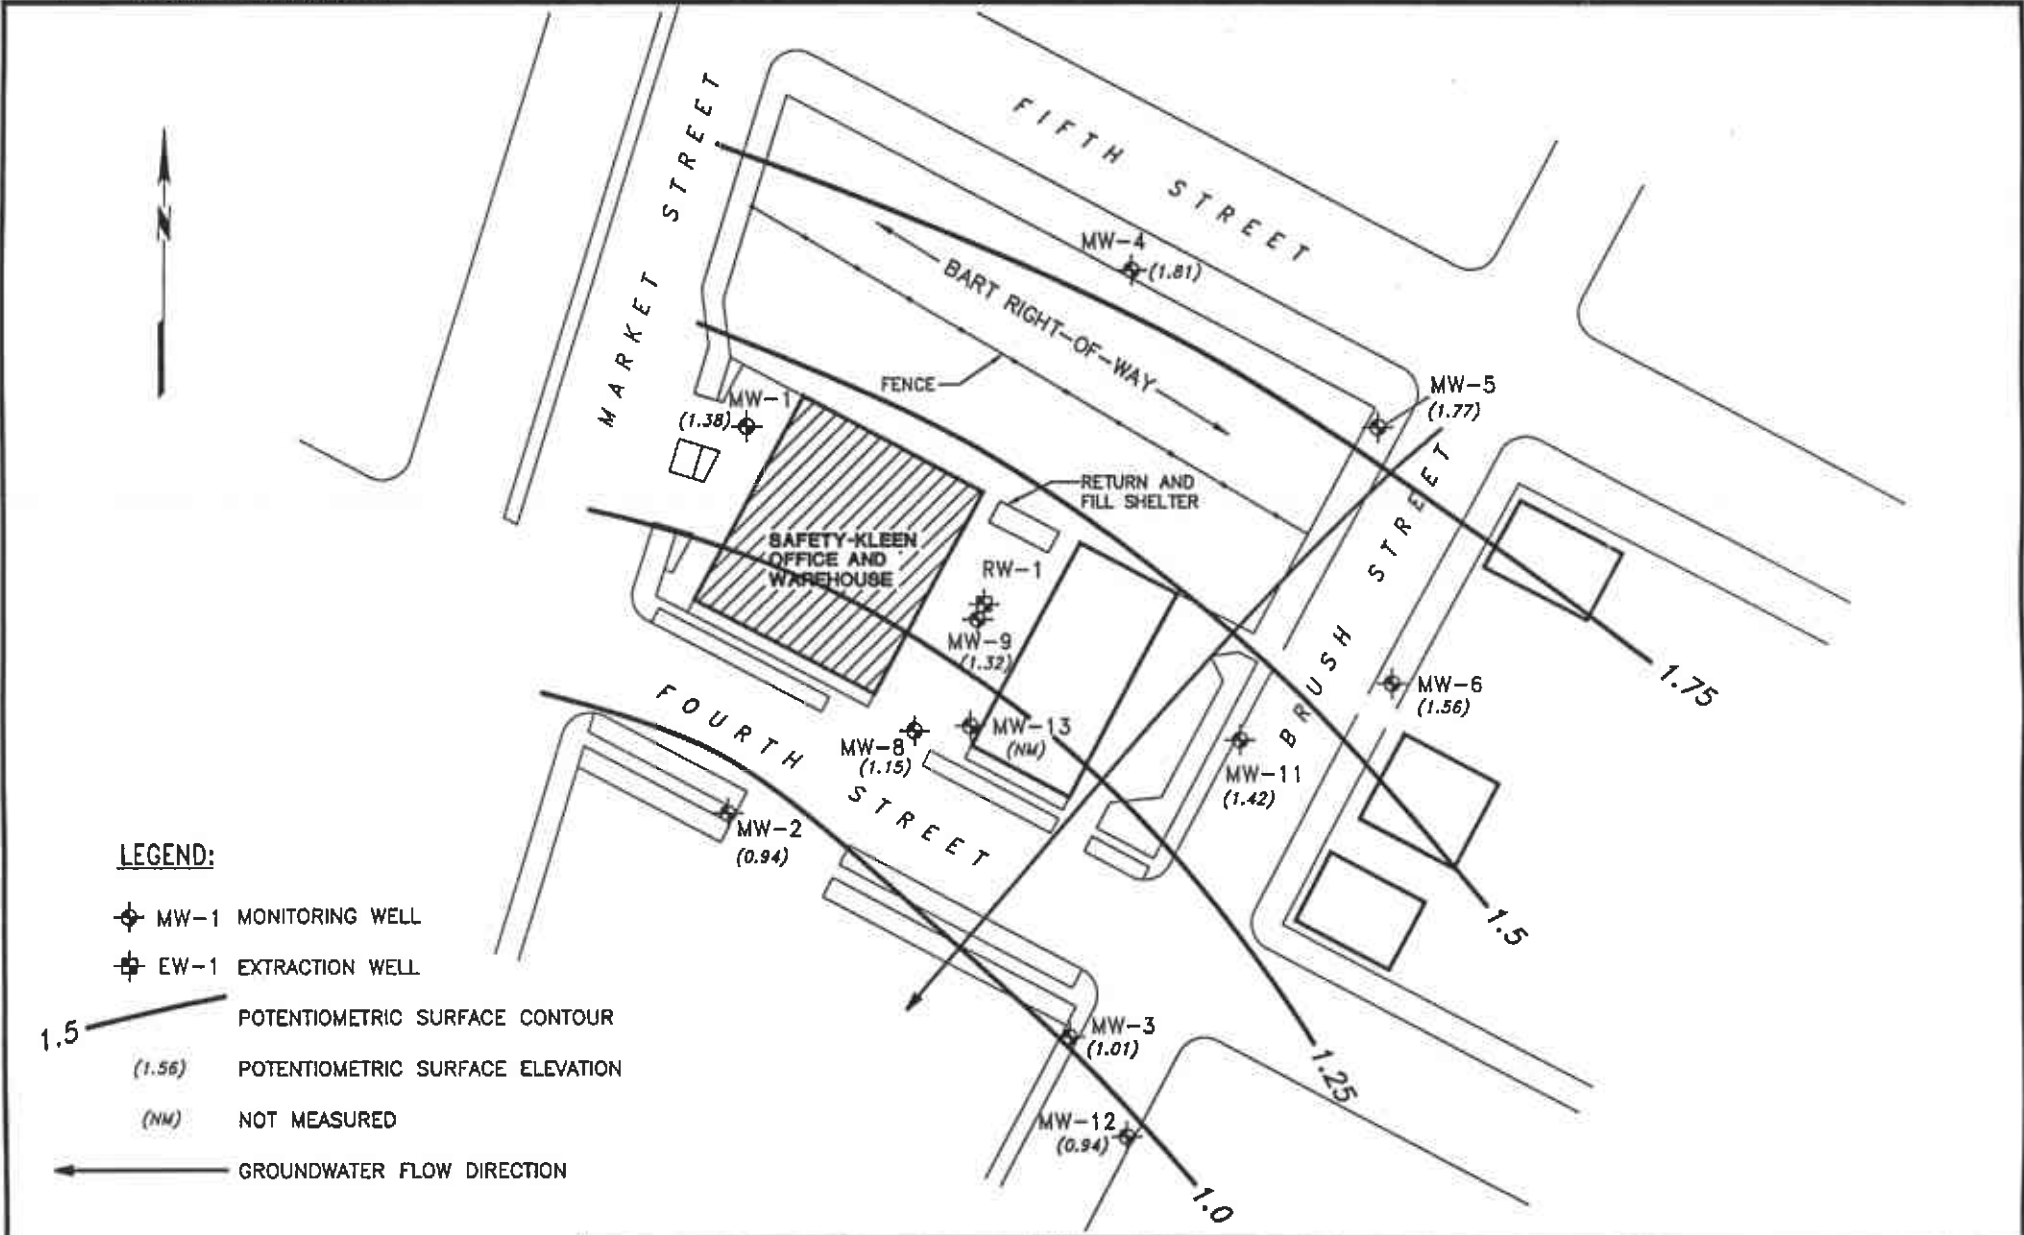 FIFTH STREET
MARKET STREET
N
MW-4
(1.81)
BART RIGHT-OF-WAY
FENCE
MW-5
(1.77)
MW-1
(1.38)
RETURN AND
FILL SHELTER
SAFETY-KLEEN
OFFICE AND
WAREHOUSE
RW-1
MW-9
(1.32)
BRUSH STREET
MW-6
(1.56)
1.75
FOURTH STREET
MW-8
(1.15)
MW-13
(NM)
MW-11
(1.42)
MW-2
(0.94)
1.5
MW-3
(1.01)
1.25
MW-12
(0.94)
1.0
LEGEND:
MW-1 MONITORING WELL
EW-1 EXTRACTION WELL
1.5 POTENTIOMETRIC SURFACE CONTOUR
(1.56) POTENTIOMETRIC SURFACE ELEVATION
(NM) NOT MEASURED
GROUNDWATER FLOW DIRECTION